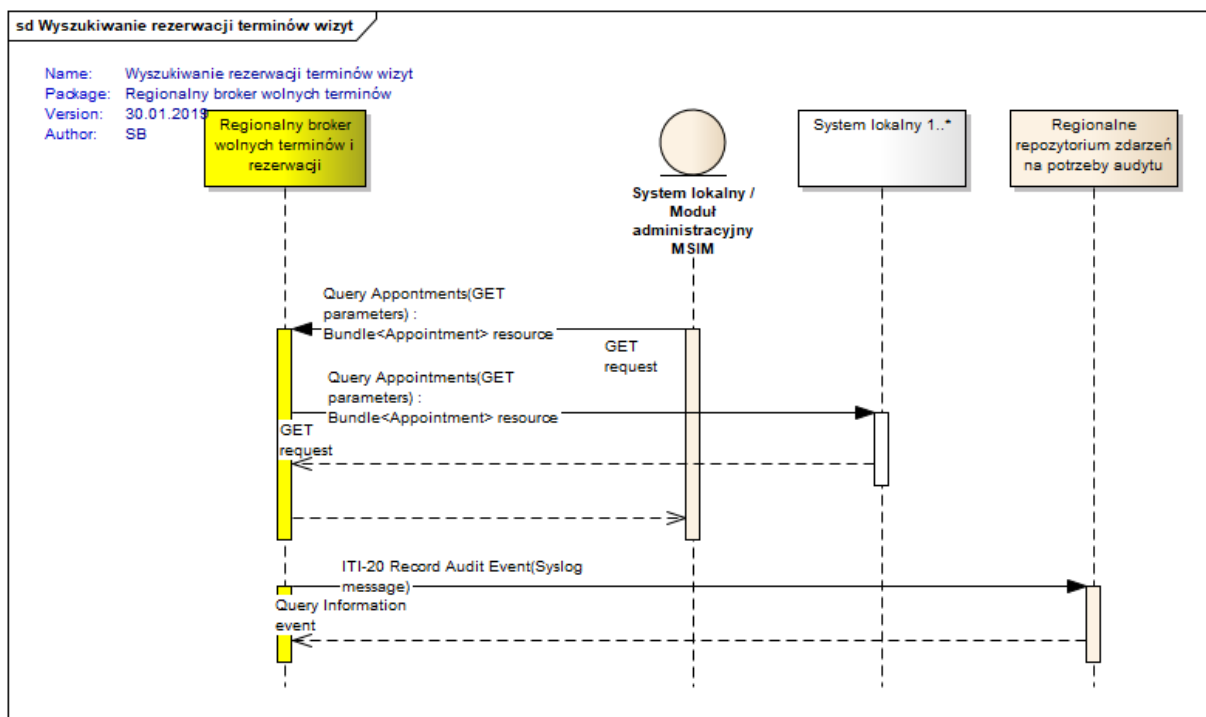 sd Wyszukiwanie rezerwacji terminów wizyt
Name: Wyszukiwanie rezerwacji terminów wizyt
Package: Regionalny broker wolnych terminów
Version: 30.01.2019
Author: SB
Regionalny broker
wolnych terminów i
rezerwacji
System lokalny /
Moduł
administracyjny
MSIM
System lokalny 1..*
Regionalne
repozytorium zdarzeń
na potrzeby audytu
Query Appontments(GET
parameters) :
Bundle<Appointment> resource
GET
request
Query Appointments(GET
parameters) :
Bundle<Appointment> resource
GET
request
ITI-20 Record Audit Event(Syslog
message)
Query Information
event